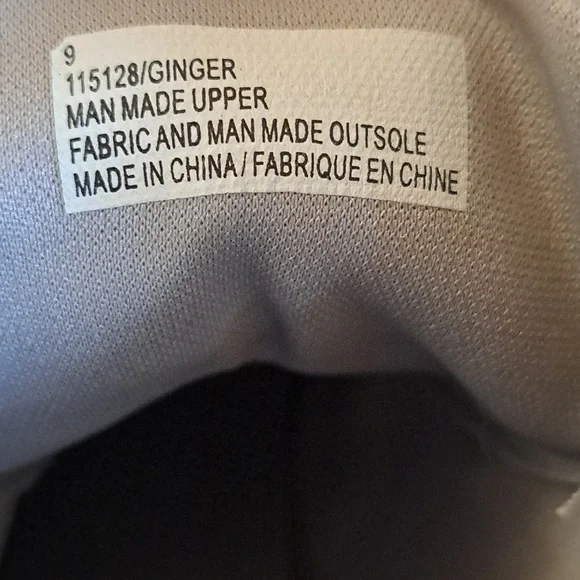 9
115128/GINGER
MAN MADE UPPER
FABRIC AND MAN MADE OUTSOLE
MADE IN CHINA / FABRIQUE EN CHINE